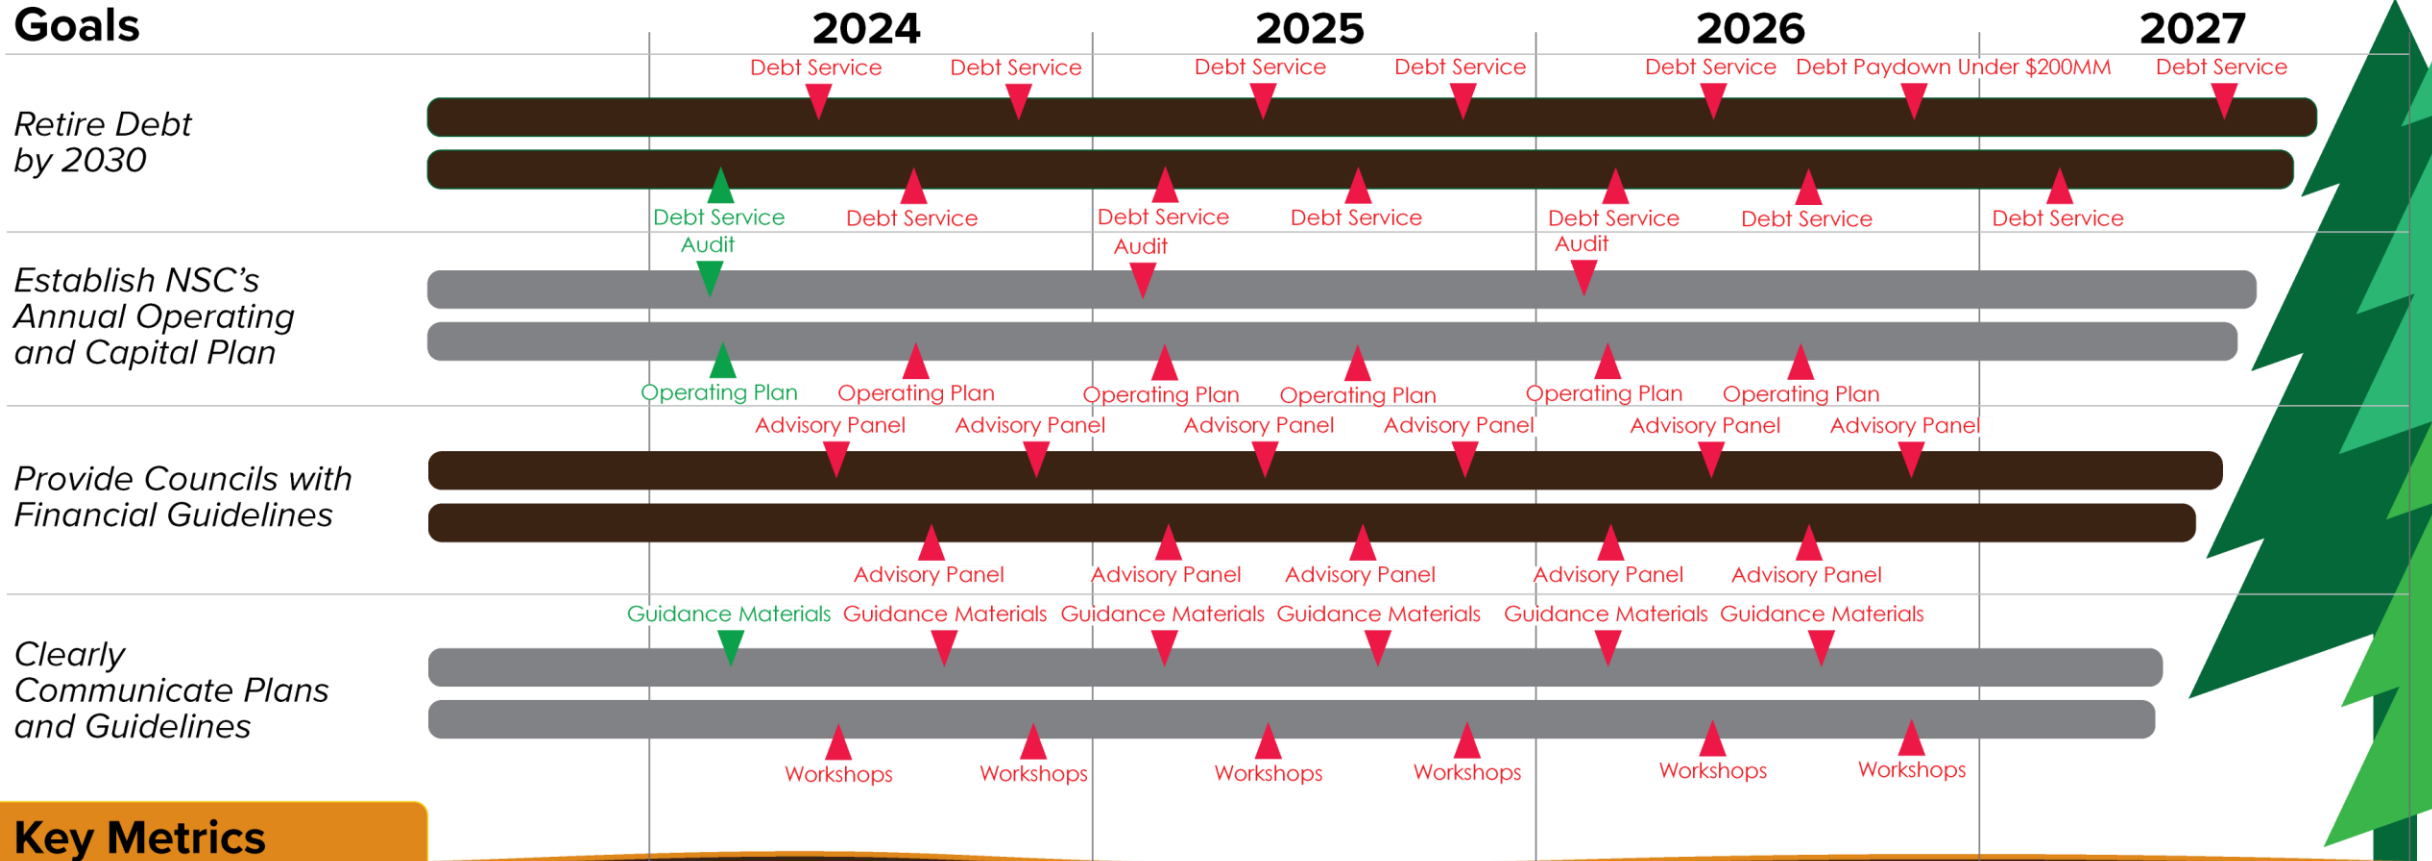 Goals 2024 2025 2026 2027
Debt Service Debt Service Debt Service Debt Service Debt Service Debt Paydown Under $200MM Debt Service
Retire Debt
by 2030
Debt Service Debt Service Debt Service Debt Service Debt Service Debt Service Debt Service
Audit Audit Audit
Establish NSC’s
Annual Operating
and Capital Plan
Operating Plan Operating Plan Operating Plan Operating Plan Operating Plan Operating Plan
Advisory Panel Advisory Panel Advisory Panel Advisory Panel Advisory Panel Advisory Panel
Provide Councils with
Financial Guidelines
Advisory Panel Advisory Panel Advisory Panel Advisory Panel Advisory Panel
Guidance Materials Guidance Materials Guidance Materials Guidance Materials Guidance Materials Guidance Materials
Clearly
Communicate Plans
and Guidelines
Workshops Workshops Workshops Workshops Workshops Workshops
Key Metrics